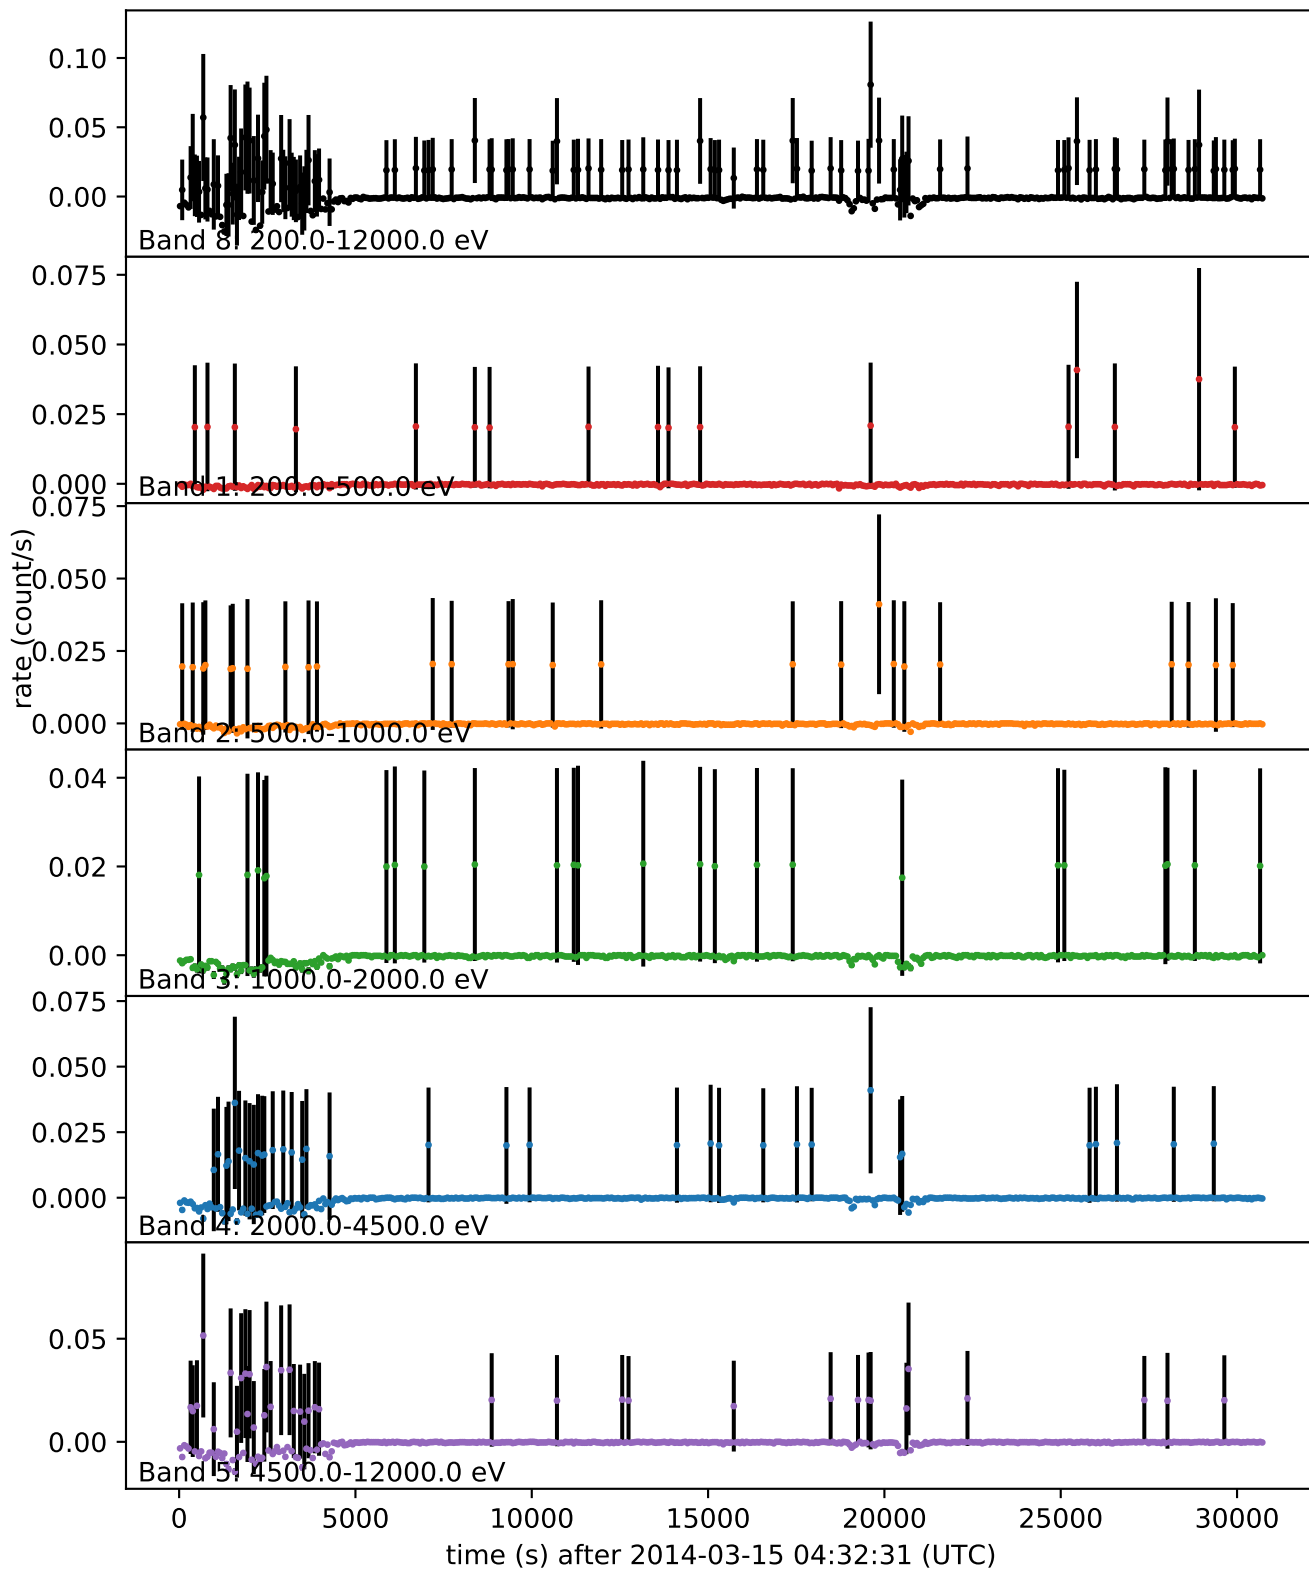 0.10
0.05
0.00
Band 8: 200.0-12000.0 eV
0.075
0.050
0.025
0.000
Band 1: 200.0-500.0 eV
0.075
0.050
0.025
0.000
Band 2: 500.0-1000.0 eV
rate (count/s)
0.04
0.02
0.00
Band 3: 1000.0-2000.0 eV
0.075
0.050
0.025
0.000
Band 4: 2000.0-4500.0 eV
0.05
0.00
Band 5: 4500.0-12000.0 eV
0 5000 10000 15000 20000 25000 30000
time (s) after 2014-03-15 04:32:31 (UTC)